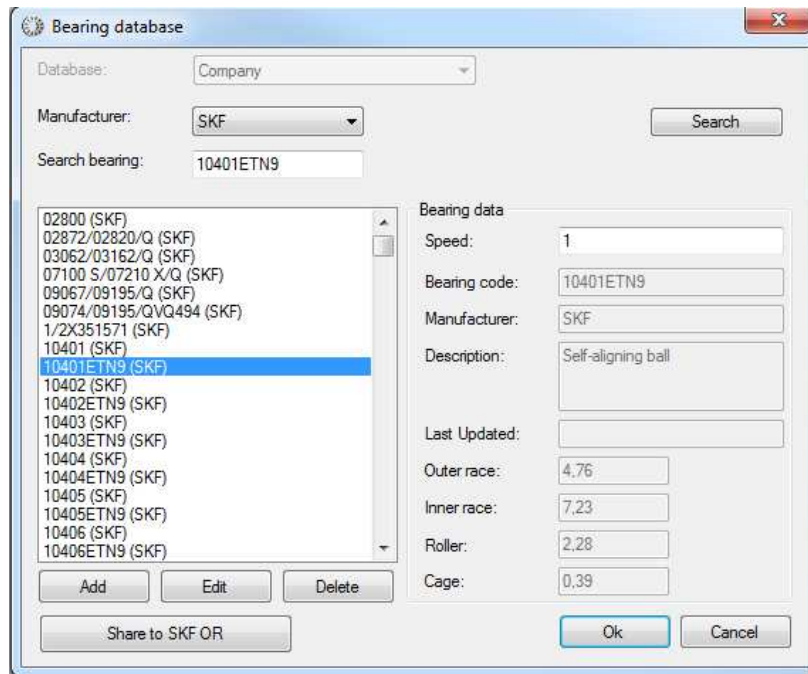 Bearing database
Database: Company
Manufacturer: SKF
Search
Search bearing: 10401ETN9
02800 (SKF)
02872/02820/Q (SKF)
03062/03162/Q (SKF)
07100 S/07210 X/Q (SKF)
09067/09195/Q (SKF)
09074/09195/QVQ494 (SKF)
1/2X351571 (SKF)
10401 (SKF)
10401ETN9 (SKF)
10402 (SKF)
10402ETN9 (SKF)
10403 (SKF)
10403ETN9 (SKF)
10404 (SKF)
10404ETN9 (SKF)
10405 (SKF)
10405ETN9 (SKF)
10406 (SKF)
10406ETN9 (SKF)
Add Edit Delete
Share to SKF OR
Bearing data
Speed: 1
Bearing code: 10401ETN9
Manufacturer: SKF
Description: Self-aligning ball
Last Updated:
Outer race: 4,76
Inner race: 7,23
Roller: 2,28
Cage: 0,39
Ok Cancel